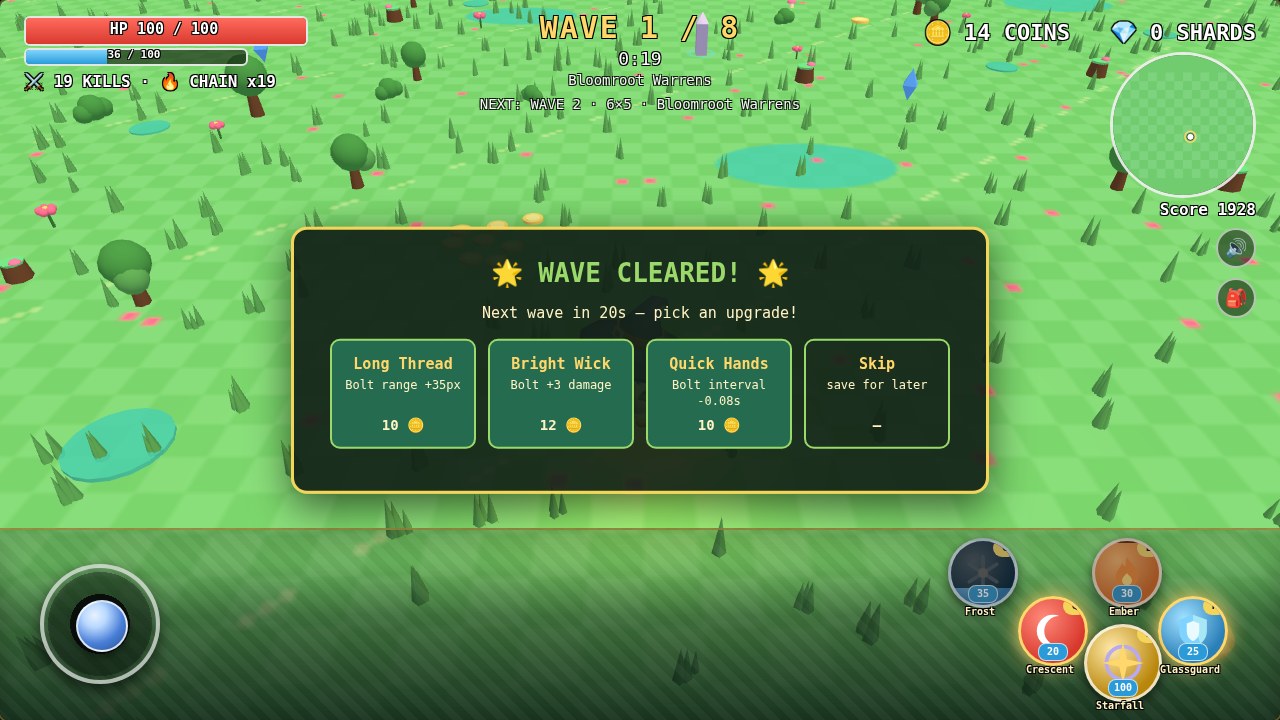 HP 100 / 100
36 / 100
19 KILLS · CHAIN x19
WAVE 1 / 8
0:19
Bloomroot Warrens
NEXT: WAVE 2 · 6×5 · Bloomroot Warrens
14 COINS
0 SHARDS
Score 1928
WAVE CLEARED!
Next wave in 20s — pick an upgrade!
Long Thread
Bolt range +35px
10
Bright Wick
Bolt +3 damage
12
Quick Hands
Bolt interval
-0.08s
10
Skip
save for later
—
35
Frost
30
Ember
20
Crescent
25
Glassguard
100
Starfall